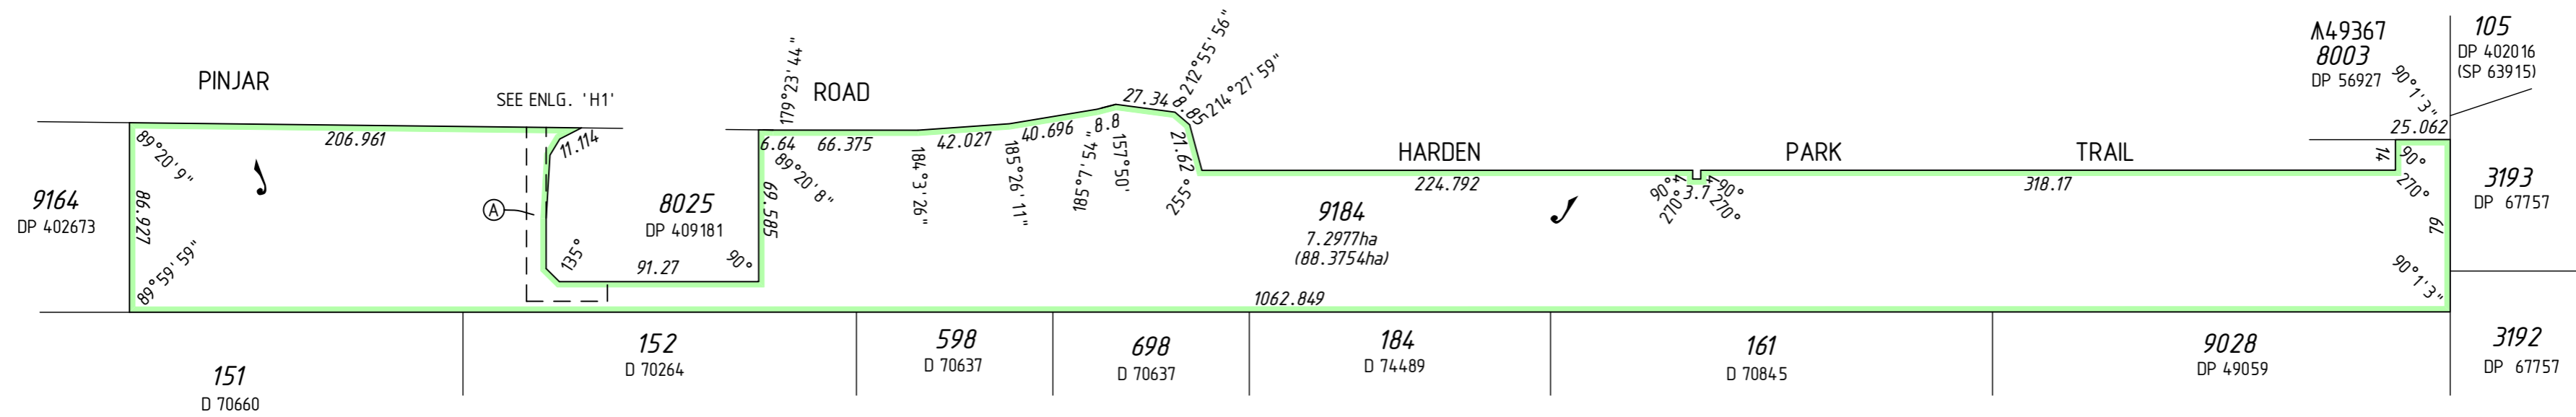 PINJAR
ROAD
HARDEN
PARK
TRAIL
SEE ENLG. 'H1'
206.961
11.114
89°20'9"
86.927
89°59'59"
9164
DP 402673
A
135°
91.27
90°
8025
DP 409181
69.585
89°20'8"
6.64
179°23'44"
66.375
184°3'26"
42.027
185°26'11"
40.696
185°7'54"
8.8
157°50'
27.34
212°55'56"
8.85
214°27'59"
21.62
255°
224.792
90°
1
270°
3.7
1
90°
270°
318.17
14
90°
270°
25.062
90°1'3"
79
90°1'3"
9184
7.2977ha
(88.3754ha)
1062.849
49367
8003
DP 56927
105
DP 402016
(SP 63915)
3193
DP 67757
3192
DP 67757
151
D 70660
152
D 70264
598
D 70637
698
D 70637
184
D 74489
161
D 70845
9028
DP 49059